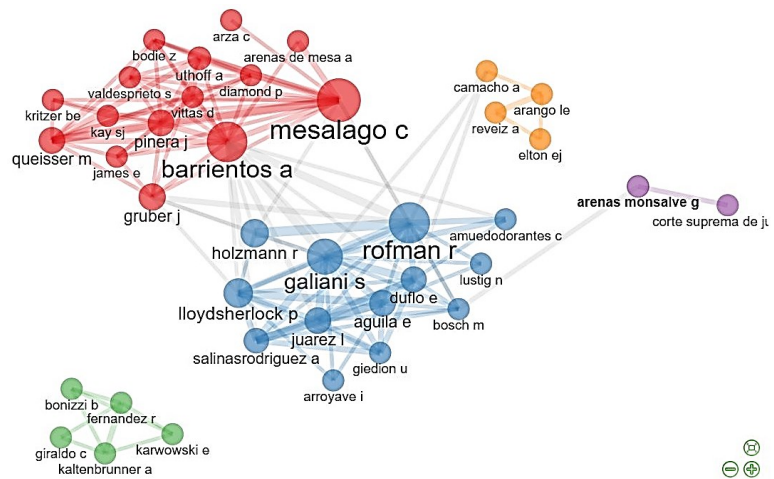 arza c
bodie z
arenas de mesa a
uthoff a
valdesprieto s
diamond p
camacho a
vittas d
arango le
kritzer be
kay sj
pinera j
mesalago c
reveiz a
queisser m
james e
barrientos a
elton ej
arenas monsalve g
gruber j
corte suprema de ju
holzmann r
rofman r
amuedodorantes c
galiani s
lustig n
duflo e
lloydsherlock p
aguila e
bosch m
juarez l
salinasrodriguez a
giedion u
arroyave i
bonizzi b
fernandez r
giraldo c
karwowski e
kaltenbrunner a